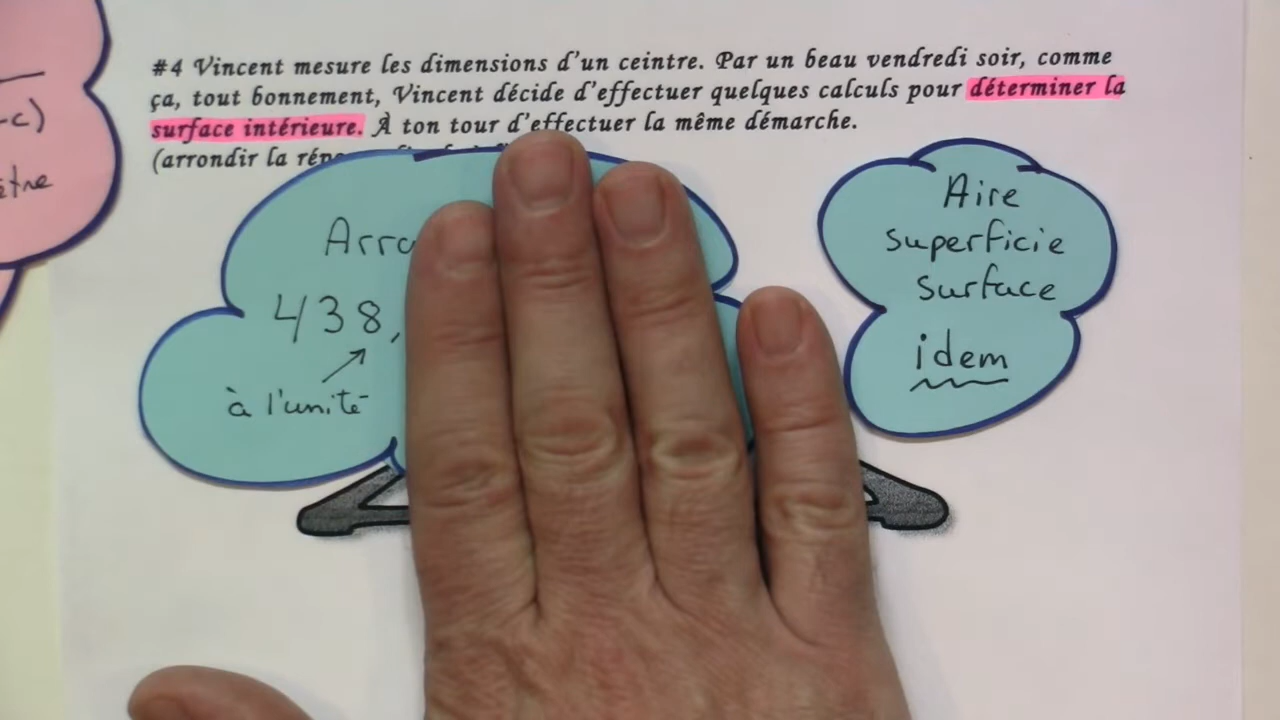 #4 Vincent mesure les dimensions d'un ceintre. Par un beau vendredi soir, comme
ça, tout bonnement, Vincent décide d'effectuer quelques calculs pour déterminer la
surface intérieure. À ton tour d'effectuer la même démarche.
(arrondir la
438,
à l'unité
Aire
superficie
surface
idem
-c)